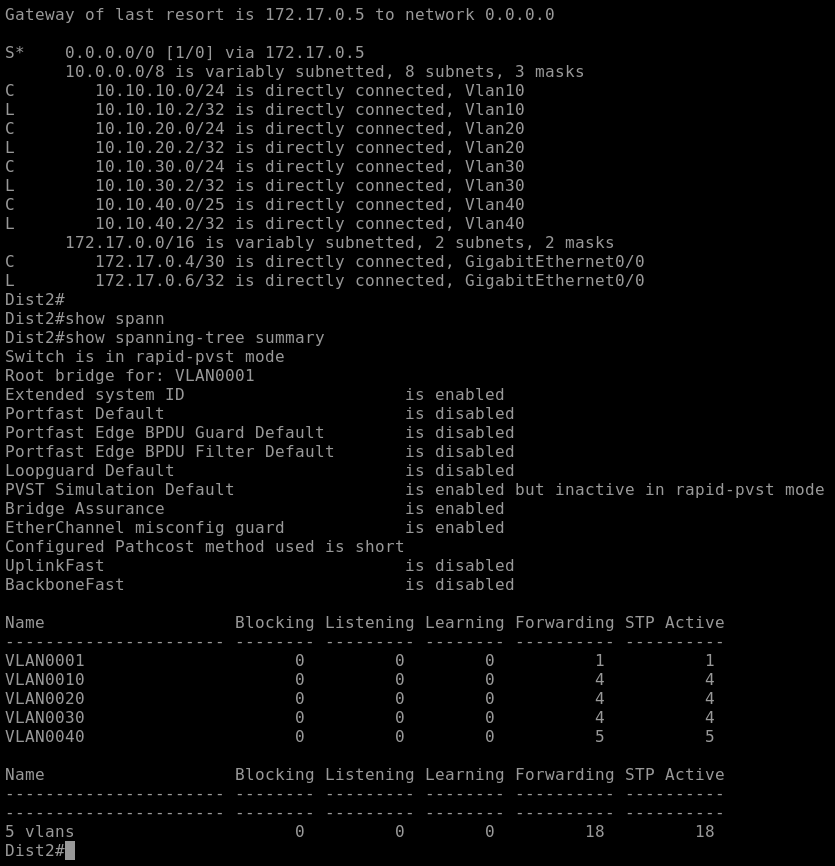 Gateway of last resort is 172.17.0.5 to network 0.0.0.0

S*    0.0.0.0/0 [1/0] via 172.17.0.5
      10.0.0.0/8 is variably subnetted, 8 subnets, 3 masks
C        10.10.10.0/24 is directly connected, Vlan10
L        10.10.10.2/32 is directly connected, Vlan10
C        10.10.20.0/24 is directly connected, Vlan20
L        10.10.20.2/32 is directly connected, Vlan20
C        10.10.30.0/24 is directly connected, Vlan30
L        10.10.30.2/32 is directly connected, Vlan30
C        10.10.40.0/25 is directly connected, Vlan40
L        10.10.40.2/32 is directly connected, Vlan40
      172.17.0.0/16 is variably subnetted, 2 subnets, 2 masks
C        172.17.0.4/30 is directly connected, GigabitEthernet0/0
L        172.17.0.6/32 is directly connected, GigabitEthernet0/0
Dist2#
Dist2#show spann
Dist2#show spanning-tree summary
Switch is in rapid-pvst mode
Root bridge for: VLAN0001
Extended system ID                      is enabled
Portfast Default                        is disabled
Portfast Edge BPDU Guard Default        is disabled
Portfast Edge BPDU Filter Default       is disabled
Loopguard Default                       is disabled
PVST Simulation Default                 is enabled but inactive in rapid-pvst mode
Bridge Assurance                        is enabled
EtherChannel misconfig guard            is enabled
Configured Pathcost method used is short
UplinkFast                              is disabled
BackboneFast                            is disabled

Name                   Blocking Listening Learning Forwarding STP Active
---------------------- -------- --------- -------- ---------- ----------
VLAN0001                     0         0        0          1          1
VLAN0010                     0         0        0          4          4
VLAN0020                     0         0        0          4          4
VLAN0030                     0         0        0          4          4
VLAN0040                     0         0        0          5          5

Name                   Blocking Listening Learning Forwarding STP Active
---------------------- -------- --------- -------- ---------- ----------
---------------------- -------- --------- -------- ---------- ----------
5 vlans                      0         0        0         18         18
Dist2#